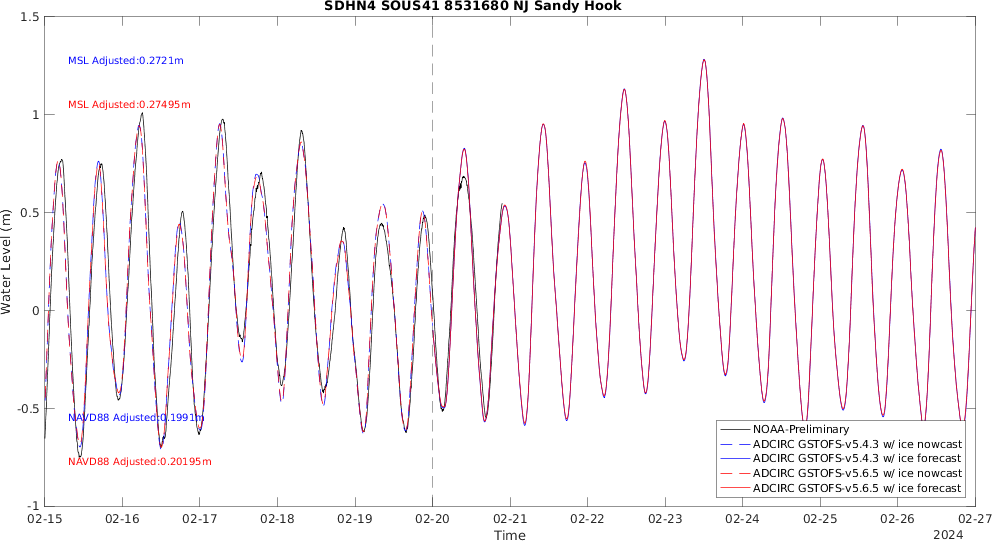 SDHN4 SOUS41 8531680 NJ Sandy Hook
1.5
MSL Adjusted:0.2721m
MSL Adjusted:0.27495m
1
0.5
Water Level (m)
0
-0.5
NAVD88 Adjusted:0.1991m
NAVD88 Adjusted:0.20195m
NOAA-Preliminary
ADCIRC GSTOFS-v5.4.3 w/ ice nowcast
ADCIRC GSTOFS-v5.4.3 w/ ice forecast
ADCIRC GSTOFS-v5.6.5 w/ ice nowcast
ADCIRC GSTOFS-v5.6.5 w/ ice forecast
-1
02-15 02-16 02-17 02-18 02-19 02-20 02-21 02-22 02-23 02-24 02-25 02-26 02-27
Time
2024